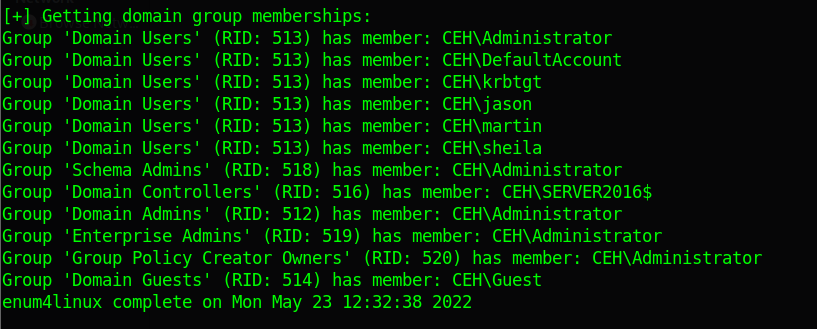 [+] Getting domain group memberships:
Group 'Domain Users' (RID: 513) has member: CEH\Administrator
Group 'Domain Users' (RID: 513) has member: CEH\DefaultAccount
Group 'Domain Users' (RID: 513) has member: CEH\krbtgt
Group 'Domain Users' (RID: 513) has member: CEH\jason
Group 'Domain Users' (RID: 513) has member: CEH\martin
Group 'Domain Users' (RID: 513) has member: CEH\sheila
Group 'Schema Admins' (RID: 518) has member: CEH\Administrator
Group 'Domain Controllers' (RID: 516) has member: CEH\SERVER2016$
Group 'Domain Admins' (RID: 512) has member: CEH\Administrator
Group 'Enterprise Admins' (RID: 519) has member: CEH\Administrator
Group 'Group Policy Creator Owners' (RID: 520) has member: CEH\Administrator
Group 'Domain Guests' (RID: 514) has member: CEH\Guest
enum4linux complete on Mon May 23 12:32:38 2022